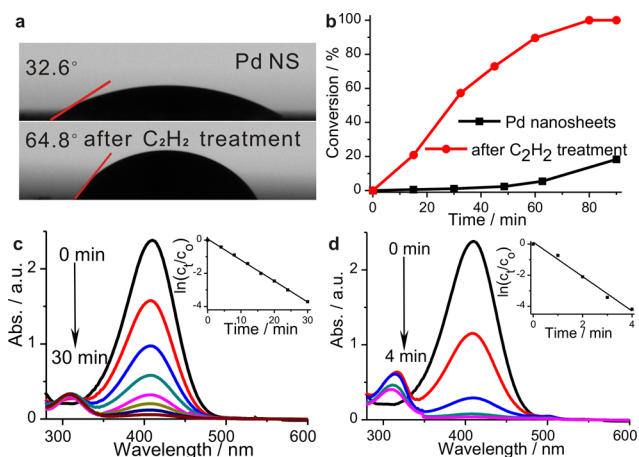 a
32.6° Pd NS
64.8° after C₂H₂ treatment
b
100
80
60
40
20
0
Conversion / %
Pd nanosheets
after C₂H₂ treatment
0 20 40 60 80
Time / min
c
2
1
0
Abs. / a.u.
0 min
30 min
300 400 500 600
Wavelength / nm
0
-2
-4
ln(cₜ/cₒ)
0 10 20 30
Time / min
d
2
1
0
Abs. / a.u.
0 min
4 min
300 400 500 600
Wavelength / nm
0
-2
-4
ln(cₜ/cₒ)
0 1 2 3 4
Time / min